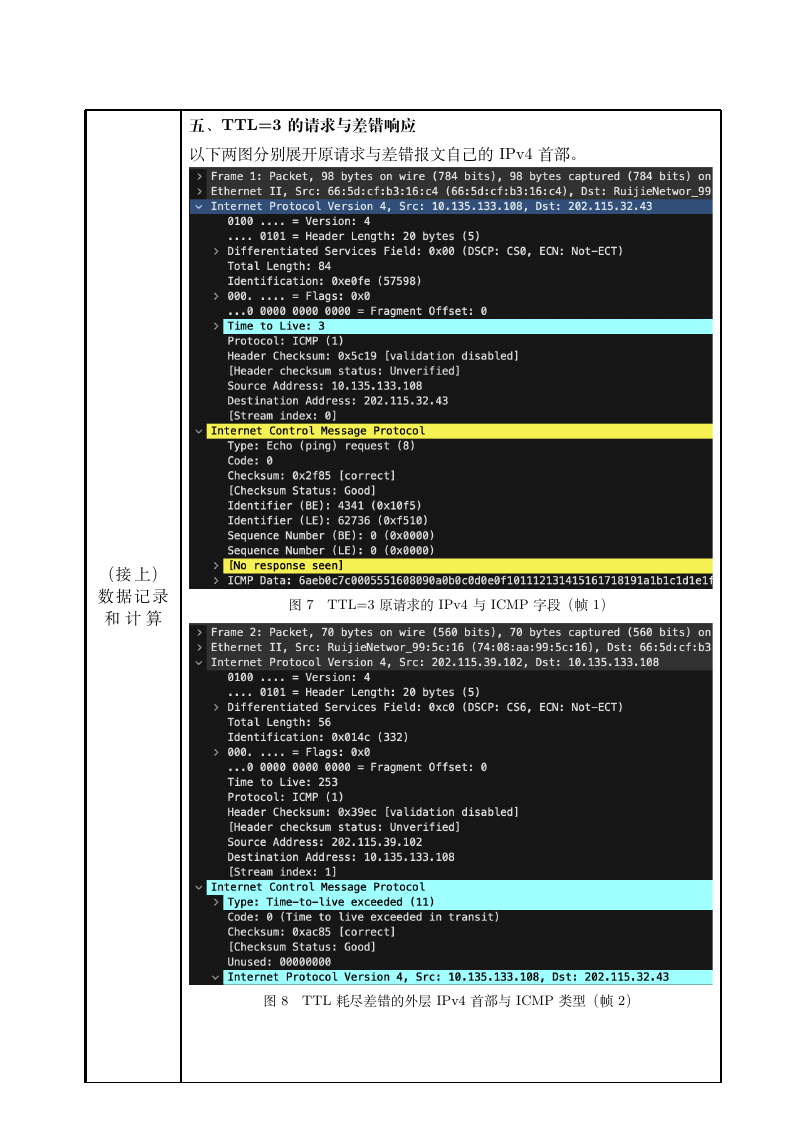 五、TTL=3 的请求与差错响应
以下两图分别展开原请求与差错报文自己的 IPv4 首部。
Frame 1: Packet, 98 bytes on wire (784 bits), 98 bytes captured (784 bits) on
Ethernet II, Src: 66:5d:cf:b3:16:c4 (66:5d:cf:b3:16:c4), Dst: RuijieNetwor_99
Internet Protocol Version 4, Src: 10.135.133.108, Dst: 202.115.32.43
0100 .... = Version: 4
.... 0101 = Header Length: 20 bytes (5)
Differentiated Services Field: 0x00 (DSCP: CS0, ECN: Not-ECT)
Total Length: 84
Identification: 0xe0fe (57598)
000. .... = Flags: 0x0
...0 0000 0000 0000 = Fragment Offset: 0
Time to Live: 3
Protocol: ICMP (1)
Header Checksum: 0x5c19 [validation disabled]
[Header checksum status: Unverified]
Source Address: 10.135.133.108
Destination Address: 202.115.32.43
[Stream index: 0]
Internet Control Message Protocol
Type: Echo (ping) request (8)
Code: 0
Checksum: 0x2f85 [correct]
[Checksum Status: Good]
Identifier (BE): 4341 (0x10f5)
Identifier (LE): 62736 (0xf510)
Sequence Number (BE): 0 (0x0000)
Sequence Number (LE): 0 (0x0000)
[No response seen]
ICMP Data: 6aeb0c7c0005551608090a0b0c0d0e0f101112131415161718191a1b1c1d1e1f
图 7 TTL=3 原请求的 IPv4 与 ICMP 字段（帧 1）
（接上）
数据记录
和 计 算
Frame 2: Packet, 70 bytes on wire (560 bits), 70 bytes captured (560 bits) on
Ethernet II, Src: RuijieNetwor_99:5c:16 (74:08:aa:99:5c:16), Dst: 66:5d:cf:b3
Internet Protocol Version 4, Src: 202.115.39.102, Dst: 10.135.133.108
0100 .... = Version: 4
.... 0101 = Header Length: 20 bytes (5)
Differentiated Services Field: 0xc0 (DSCP: CS6, ECN: Not-ECT)
Total Length: 56
Identification: 0x014c (332)
000. .... = Flags: 0x0
...0 0000 0000 0000 = Fragment Offset: 0
Time to Live: 253
Protocol: ICMP (1)
Header Checksum: 0x39ec [validation disabled]
[Header checksum status: Unverified]
Source Address: 202.115.39.102
Destination Address: 10.135.133.108
[Stream index: 1]
Internet Control Message Protocol
Type: Time-to-live exceeded (11)
Code: 0 (Time to live exceeded in transit)
Checksum: 0xac85 [correct]
[Checksum Status: Good]
Unused: 00000000
Internet Protocol Version 4, Src: 10.135.133.108, Dst: 202.115.32.43
图 8 TTL 耗尽差错的外层 IPv4 首部与 ICMP 类型（帧 2）